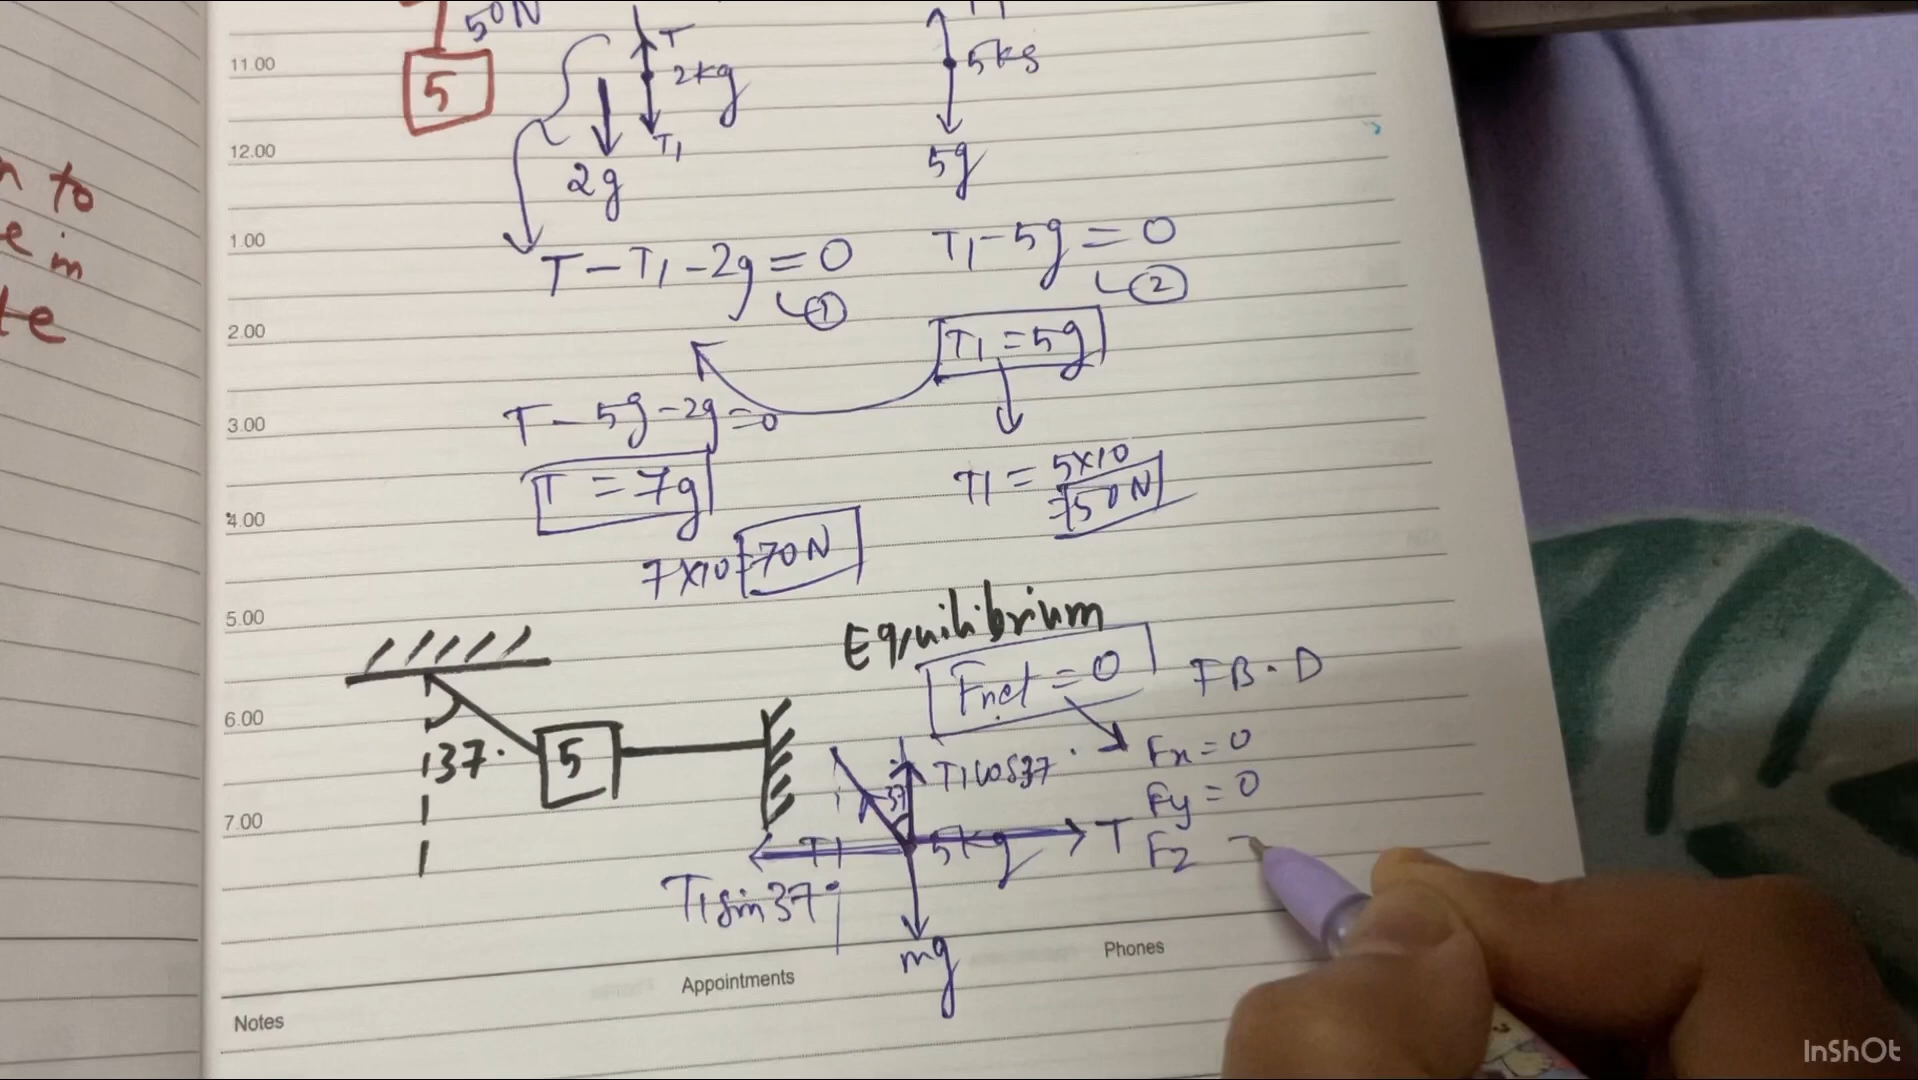 50N
5
11.00
T
2kg
T1
2g
5kg
5g
12.00
n to
e in
te
1.00
T - T1 - 2g = 0
1
T1 - 5g = 0
2
2.00
T1 = 5g
3.00
T - 5g - 2g = 0
T = 7g
T1 = 5×10
= 50N
4.00
7×10 = 70N
5.00
Equilibrium
Fnet = 0
FB.D
6.00
37
5
T1cos37
Fx = 0
Fy = 0
Fz
37
7.00
T1
5kg
T
T1sin37
mg
Appointments
Phones
Notes
InShOt